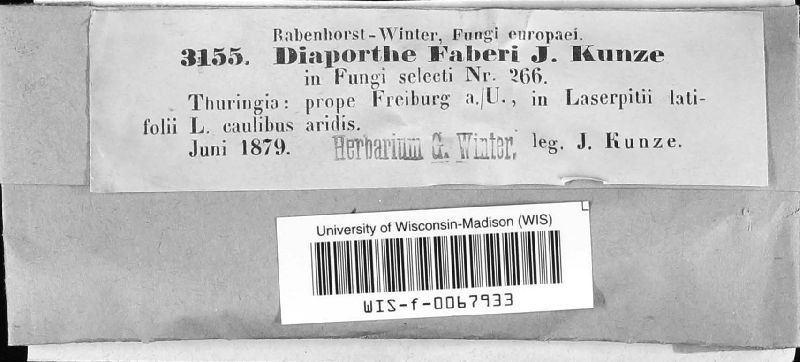 Rabenhorst-Winter, Fungi europaei.
3155. Diaporthe Faberi J. Kunze
in Fungi selecti Nr. 266.
Thuringia: prope Freiburg a./U., in Laserpitii lati-
folii L. caulibus aridis.
Juni 1879. Herbarium G. Winter. leg. J. Kunze.
University of Wisconsin-Madison (WIS)
WIS-f-0067933